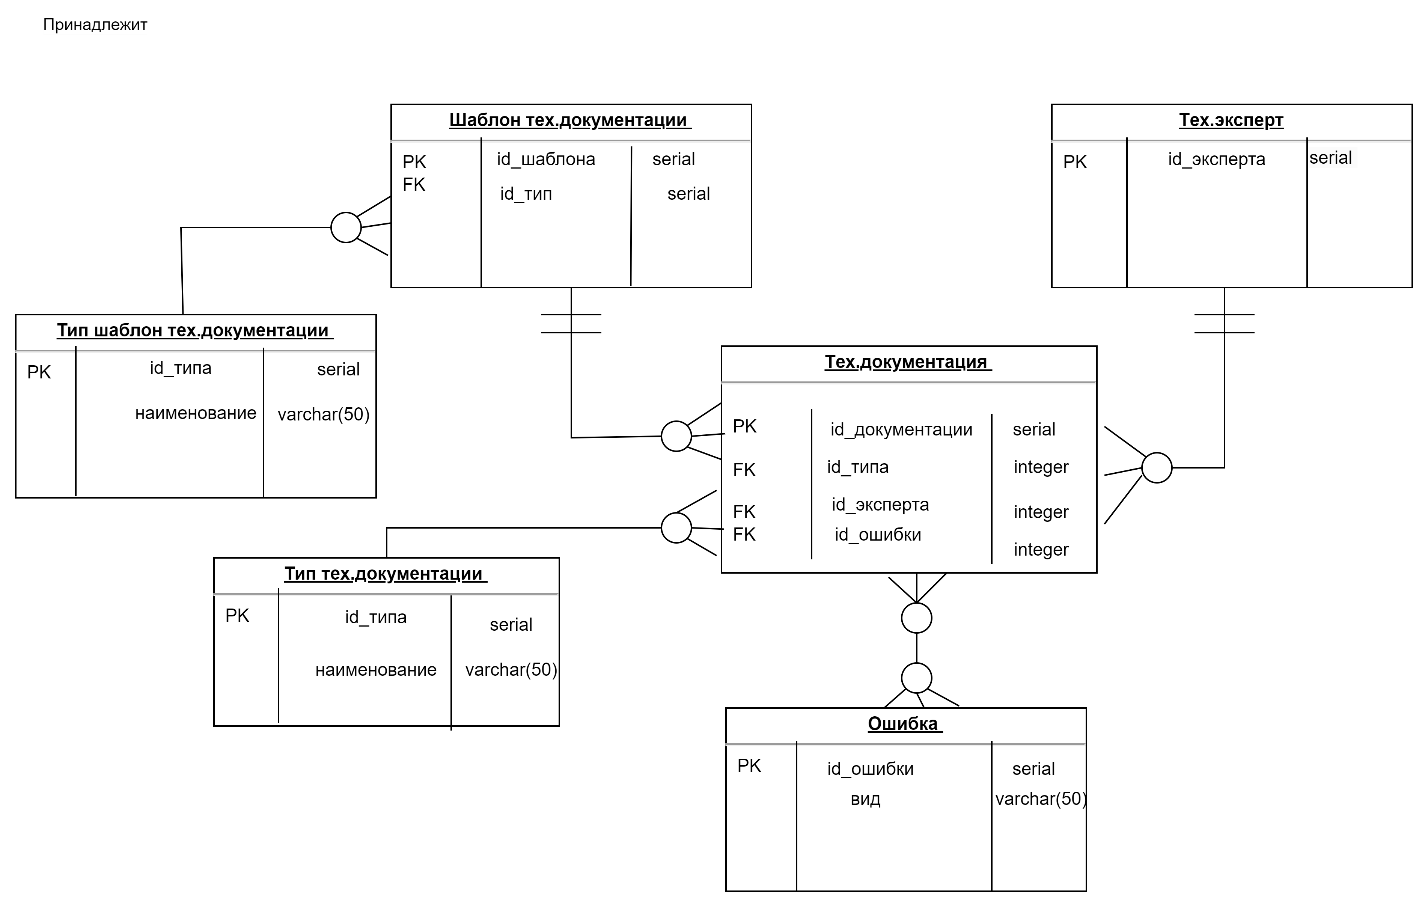 Принадлежит
Шаблон тех.документации
PK id_шаблона serial
FK id_тип serial
Тех.эксперт
PK id_эксперта serial
Тип шаблон тех.документации
PK id_типа serial
наименование varchar(50)
Тех.документация
PK id_документации serial
FK id_типа integer
FK id_эксперта integer
FK id_ошибки integer
Тип тех.документации
PK id_типа serial
наименование varchar(50)
Ошибка
PK id_ошибки serial
вид varchar(50)